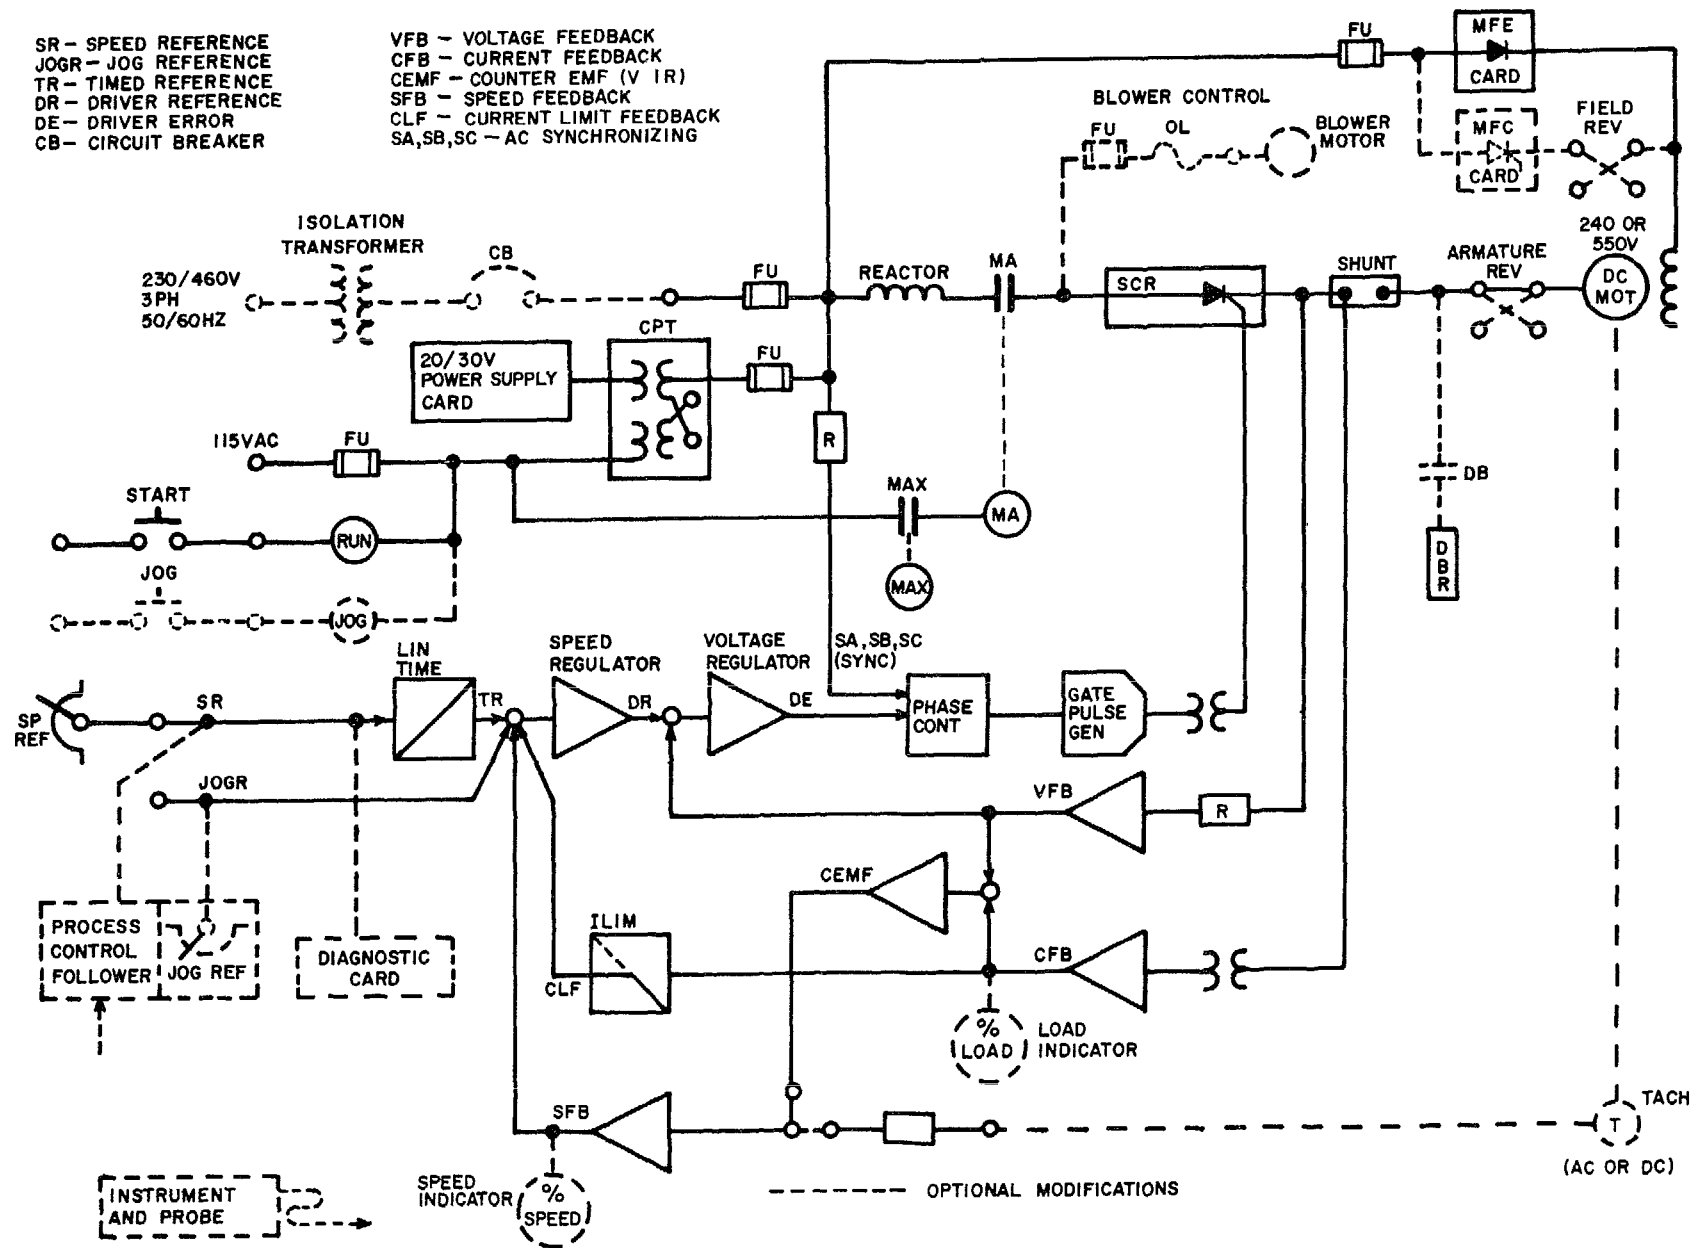 SR – SPEED REFERENCE
JOGR – JOG REFERENCE
TR – TIMED REFERENCE
DR – DRIVER REFERENCE
DE – DRIVER ERROR
CB – CIRCUIT BREAKER
VFB – VOLTAGE FEEDBACK
CFB – CURRENT FEEDBACK
CEMF – COUNTER EMF (V IR)
SFB – SPEED FEEDBACK
CLF – CURRENT LIMIT FEEDBACK
SA,SB,SC – AC SYNCHRONIZING
FU
MFE
CARD
BLOWER CONTROL
FU
OL
BLOWER
MOTOR
MFC
CARD
FIELD
REV
ISOLATION
TRANSFORMER
230/460V
3PH
50/60HZ
CB
FU
REACTOR
MA
SCR
SHUNT
ARMATURE
REV
240 OR
550V
DC
MOT
20/30V
POWER SUPPLY
CARD
CPT
FU
R
115VAC
FU
START
RUN
JOG
JOG
MAX
MA
MAX
DB
DBR
SP
REF
SR
LIN
TIME
TR
SPEED
REGULATOR
DR
VOLTAGE
REGULATOR
DE
SA,SB,SC
(SYNC)
PHASE
CONT
GATE
PULSE
GEN
JOGR
VFB
R
CEMF
PROCESS
CONTROL
FOLLOWER
JOG REF
DIAGNOSTIC
CARD
ILIM
CLF
CFB
%
LOAD
LOAD
INDICATOR
SFB
TACH
T
(AC OR DC)
INSTRUMENT
AND PROBE
SPEED
INDICATOR
%
SPEED
OPTIONAL MODIFICATIONS